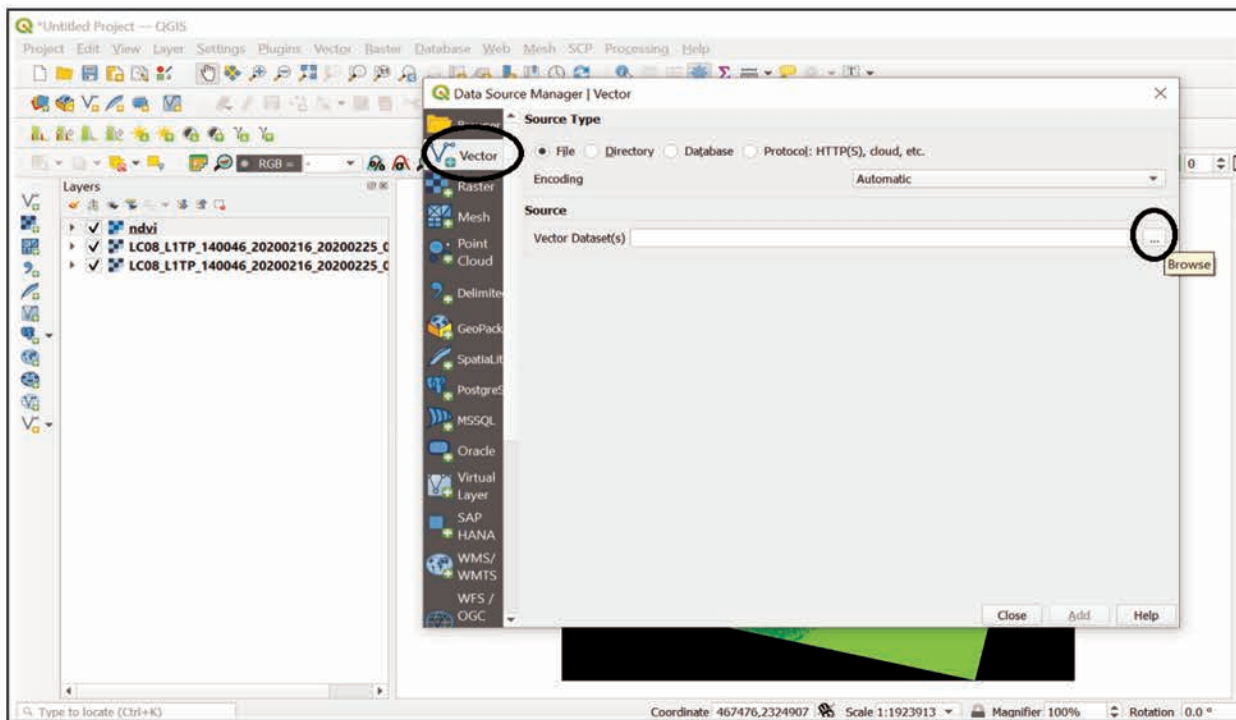 *Untitled Project — QGIS
Project Edit View Layer Settings Plugins Vector Raster Database Web Mesh SCP Processing Help
RGB
0
Layers
ndvi
LC08_L1TP_140046_20200216_20200225_0
LC08_L1TP_140046_20200216_20200225_0
Data Source Manager | Vector
Browser
Vector
Raster
Mesh
Point
Cloud
Delimite
GeoPack
SpatiaLit
PostgreS
MSSQL
Oracle
Virtual
Layer
SAP
HANA
WMS/
WMTS
WFS /
OGC
Source Type
File Directory Database Protocol: HTTP(S), cloud, etc.
Encoding Automatic
Source
Vector Dataset(s) ...
Browse
Close Add Help
Type to locate (Ctrl+K) Coordinate 467476,2324907 Scale 1:1923913 Magnifier 100% Rotation 0.0 °